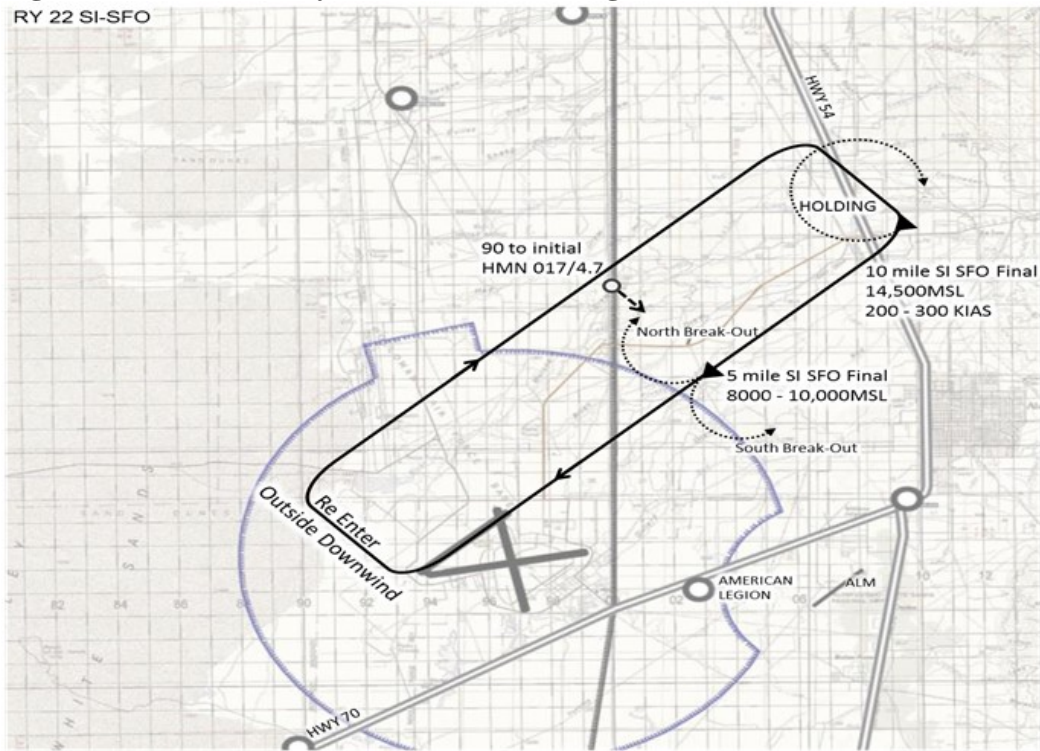 RY 22 SI-SFO
HWY 54
HOLDING
90 to initial
HMN 017/4.7
10 mile SI SFO Final
14,500MSL
200 - 300 KIAS
North Break-Out
5 mile SI SFO Final
8000 - 10,000MSL
South Break-Out
Re Enter
Outside Downwind
AMERICAN
LEGION
ALM
HWY 70
82
86
88
90
92
94
96
98
02
06
10
12